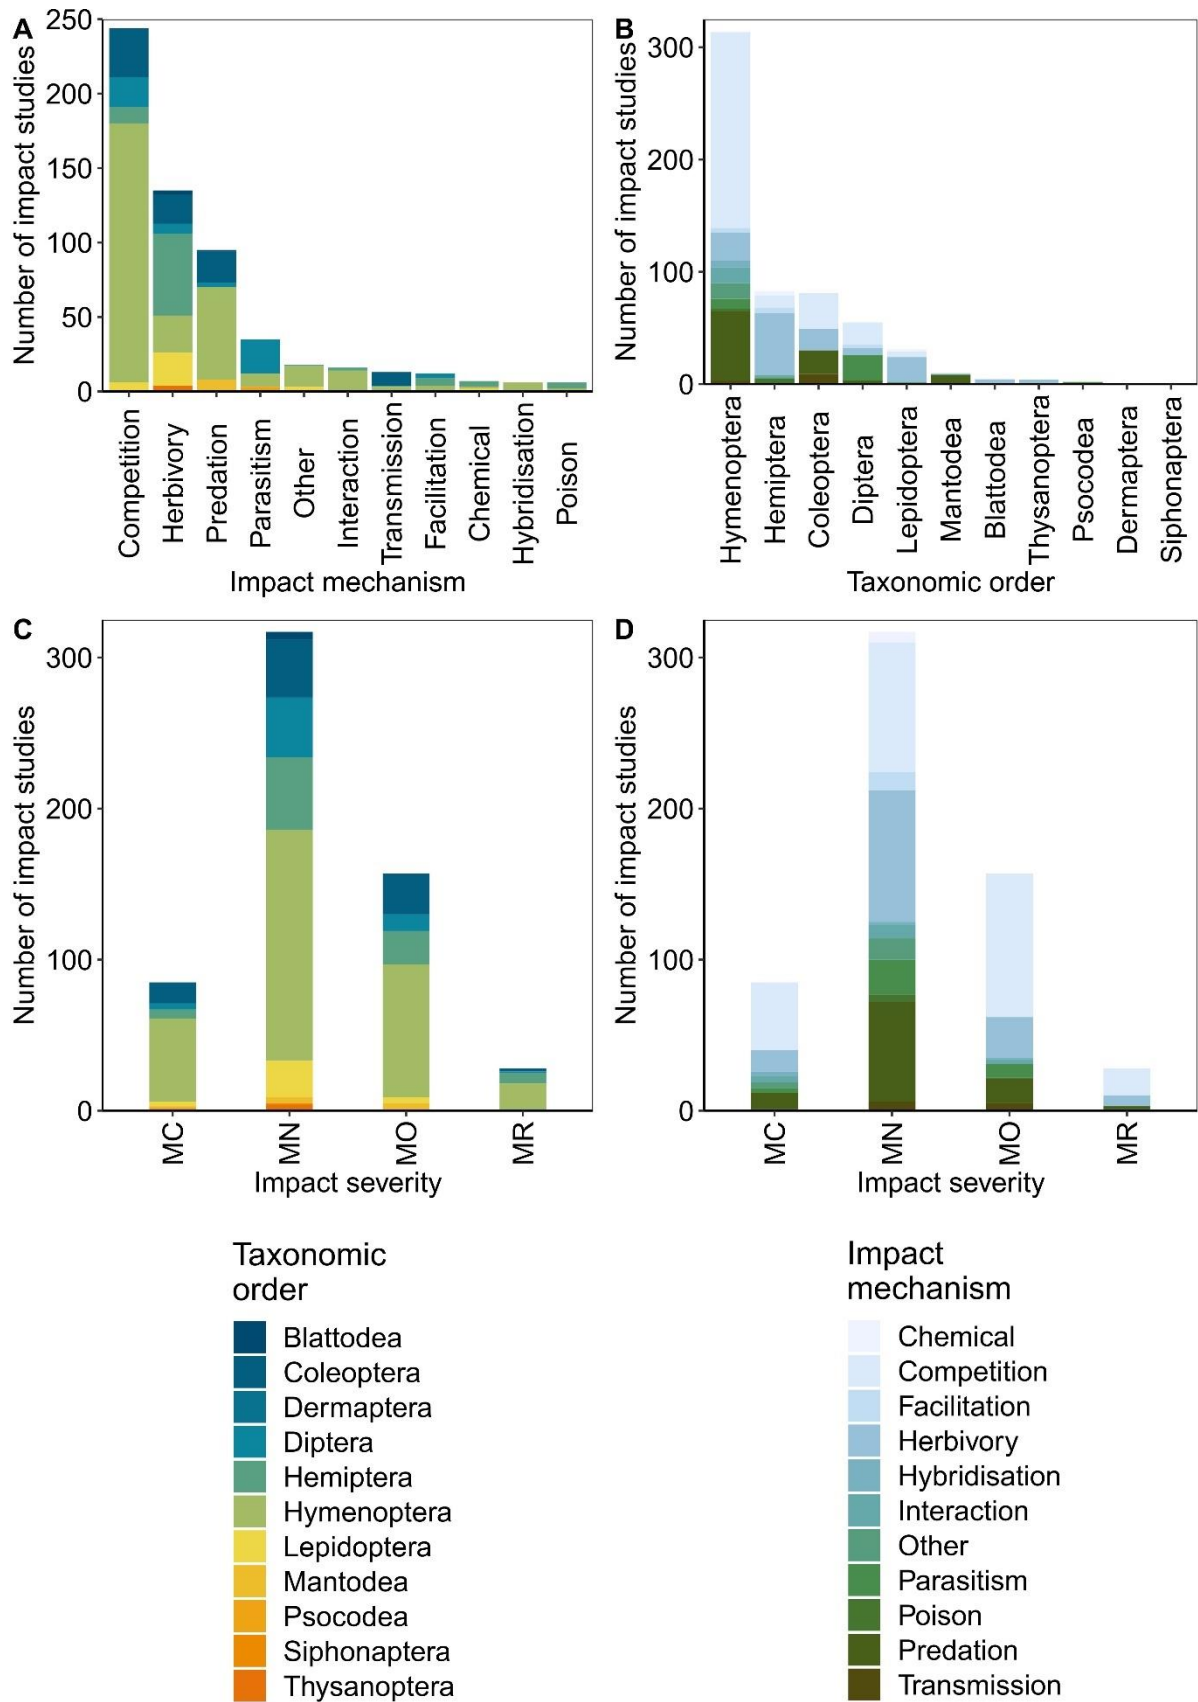 A
Number of impact studies
250
200
150
100
50
0
Competition
Herbivory
Predation
Parasitism
Other
Interaction
Transmission
Facilitation
Chemical
Hybridisation
Poison
Impact mechanism
B
Number of impact studies
300
200
100
0
Hymenoptera
Hemiptera
Coleoptera
Diptera
Lepidoptera
Mantodea
Blattodea
Thysanoptera
Psocodea
Dermaptera
Siphonaptera
Taxonomic order
C
Number of impact studies
300
200
100
0
MC
MN
MO
MR
Impact severity
D
Number of impact studies
300
200
100
0
MC
MN
MO
MR
Impact severity
Taxonomic
order
Blattodea
Coleoptera
Dermaptera
Diptera
Hemiptera
Hymenoptera
Lepidoptera
Mantodea
Psocodea
Siphonaptera
Thysanoptera
Impact
mechanism
Chemical
Competition
Facilitation
Herbivory
Hybridisation
Interaction
Other
Parasitism
Poison
Predation
Transmission